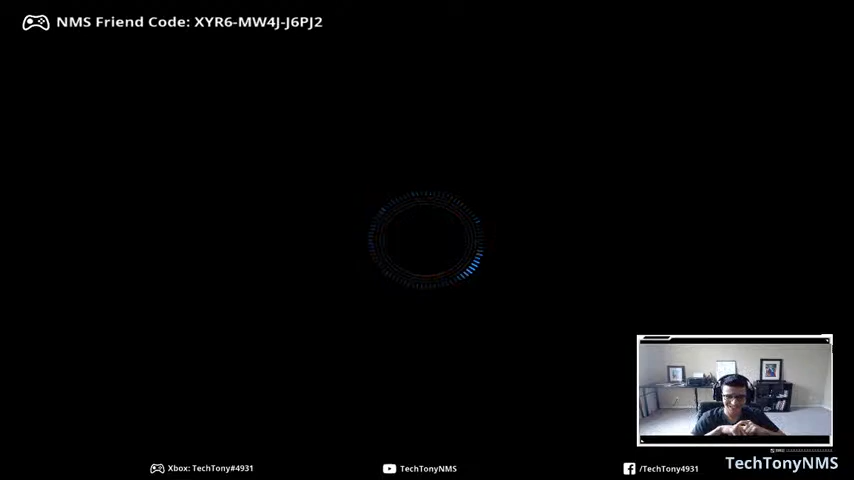 NMS Friend Code: XYR6-MW4J-J6PJ2
Xbox: TechTony#4931
TechTonyNMS
/TechTony4931
TechTonyNMS